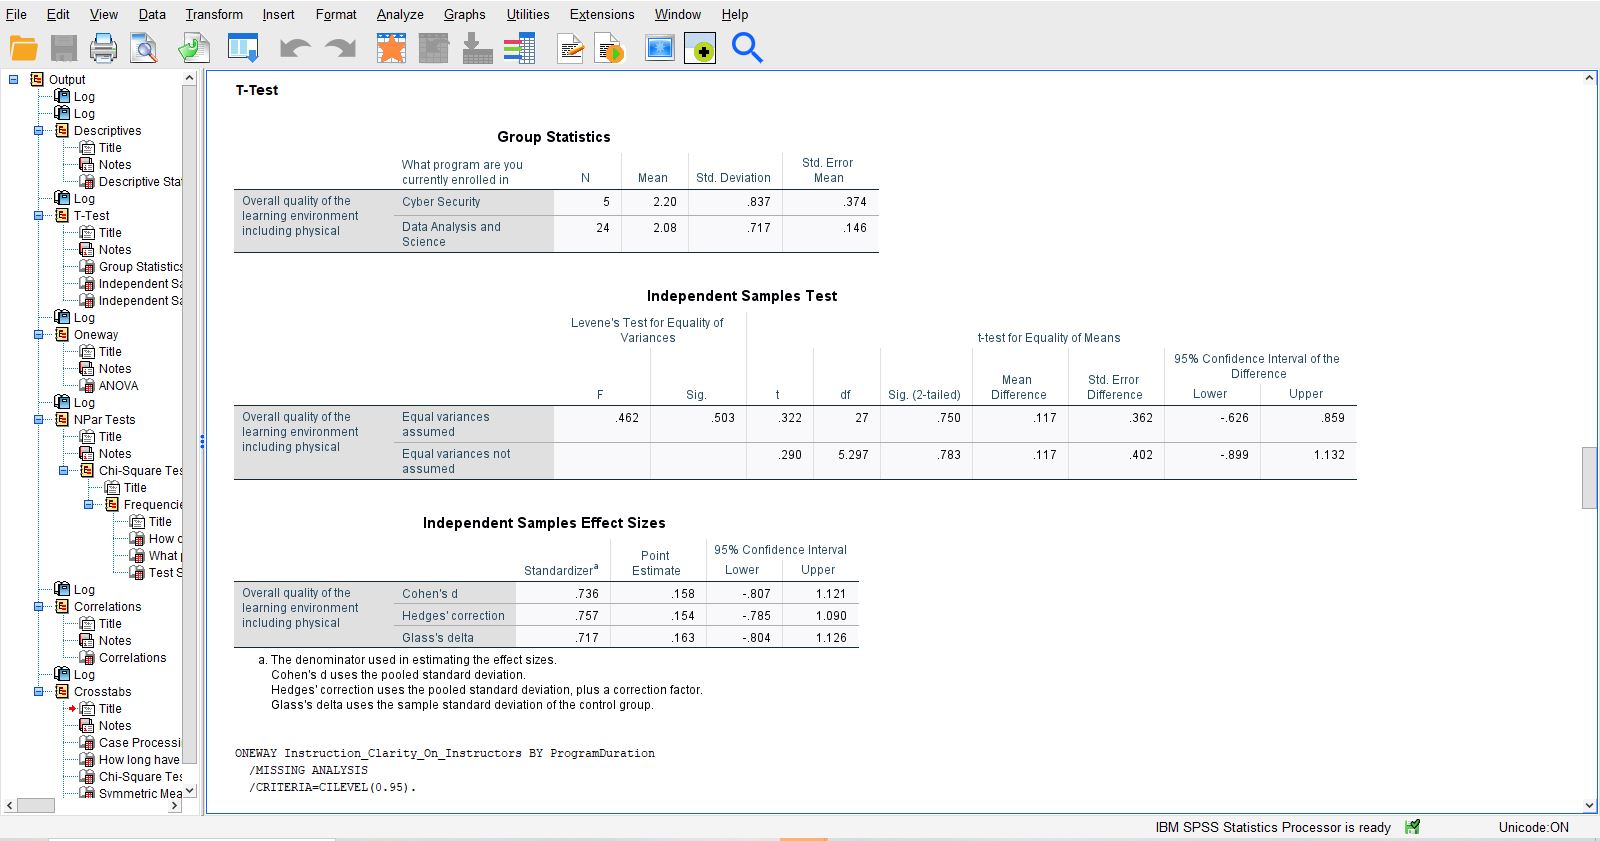 File Edit View Data Transform Insert Format Analyze Graphs Utilities Extensions Window Help
Output
Log
Log
Descriptives
Title
Notes
Descriptive Sta
Log
T-Test
Title
Notes
Group Statistics
Independent Sa
Independent Sa
Log
Oneway
Title
Notes
ANOVA
Log
NPar Tests
Title
Notes
Chi-Square Tes
Title
Frequencie
Title
How
What
Test S
Log
Correlations
Title
Notes
Correlations
Log
Crosstabs
Title
Notes
Case Processi
How long have
Chi-Square Tes
Symmetric Mea
T-Test
Group Statistics
What program are you
currently enrolled in N Mean Std. Deviation Std. Error
Mean
Overall quality of the
learning environment
including physical
Cyber Security 5 2.20 .837 .374
Data Analysis and
Science 24 2.08 .717 .146
Independent Samples Test
Levene's Test for Equality of
Variances
t-test for Equality of Means
F Sig. t df Sig. (2-tailed) Mean
Difference Std. Error
Difference 95% Confidence Interval of the
Difference
Lower Upper
Overall quality of the
learning environment
including physical
Equal variances
assumed .462 .503 .322 27 .750 .117 .362 -.626 .859
Equal variances not
assumed .290 5.297 .783 .117 .402 -.899 1.132
Independent Samples Effect Sizes
Standardizerª Point
Estimate 95% Confidence Interval
Lower Upper
Overall quality of the
learning environment
including physical
Cohen's d .736 .158 -.807 1.121
Hedges' correction .757 .154 -.785 1.090
Glass's delta .717 .163 -.804 1.126
a. The denominator used in estimating the effect sizes.
Cohen's d uses the pooled standard deviation.
Hedges' correction uses the pooled standard deviation, plus a correction factor.
Glass's delta uses the sample standard deviation of the control group.
ONEWAY Instruction_Clarity_On_Instructors BY ProgramDuration
/MISSING ANALYSIS
/CRITERIA=CILEVEL(0.95).
IBM SPSS Statistics Processor is ready
Unicode:ON